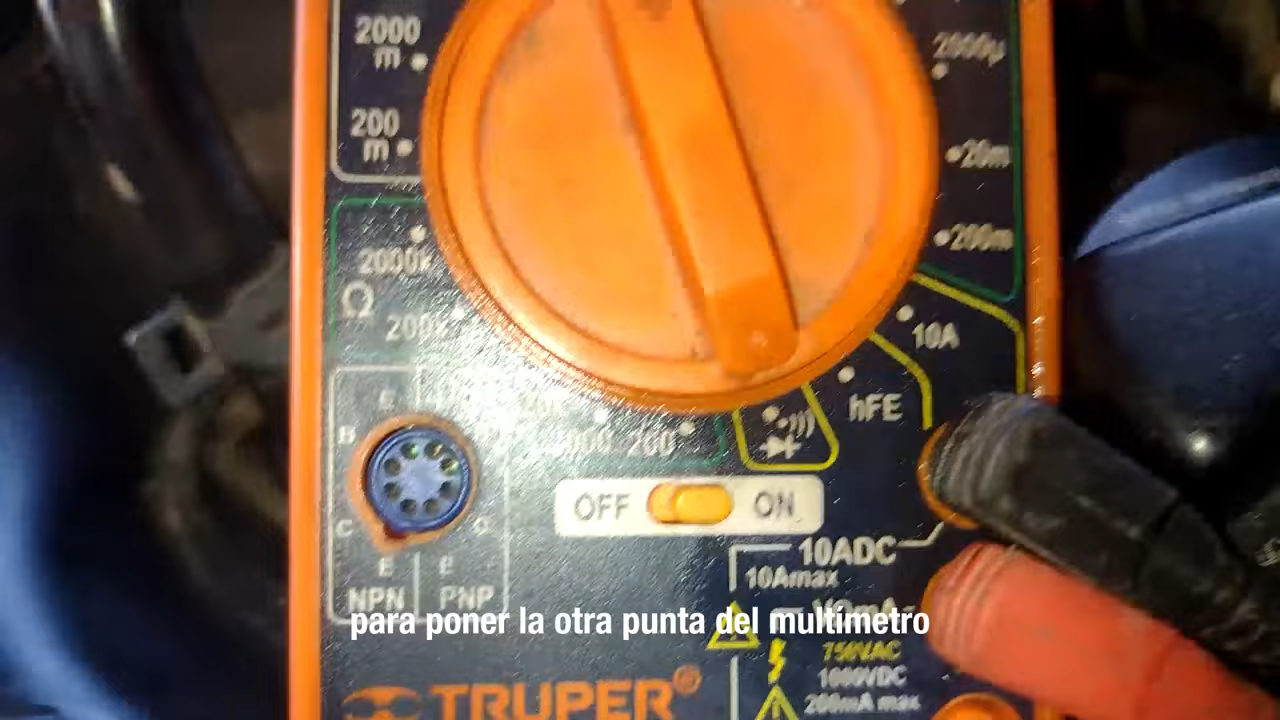 2000
m
200
m
2000µ
20m
200m
2000k
Ω
200k
10A
hFE
200
E
B
C
E
E
NPN
PNP
OFF
ON
10ADC
10Amax
para poner la otra punta del multímetro
750VAC
1000VDC
200mA max
TRUPER®